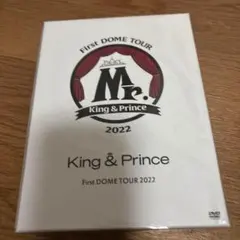 First DOME TOUR
Mr.
King & Prince
2022
King & Prince
First DOME TOUR 2022
DVD